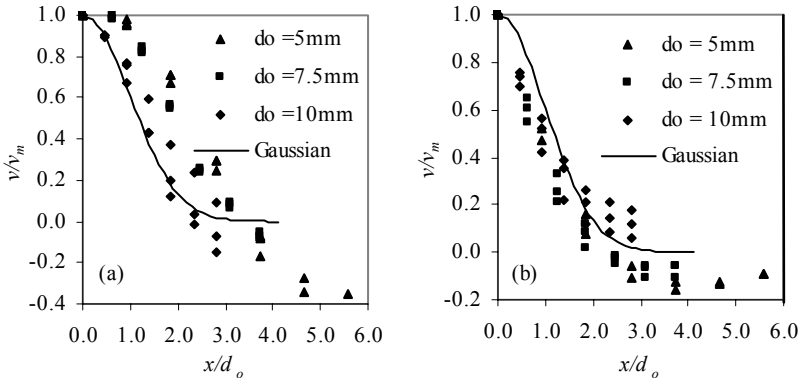 1.0
0.8
0.6
0.4
0.2
0.0
-0.2
-0.4
v/vm
0.0 1.0 2.0 3.0 4.0 5.0 6.0
x/do
do =5mm
do =7.5mm
do =10mm
Gaussian
(a)
1.0
0.8
0.6
0.4
0.2
0.0
-0.2
v/vm
0.0 1.0 2.0 3.0 4.0 5.0 6.0
x/do
do = 5mm
do = 7.5mm
do = 10mm
Gaussian
(b)